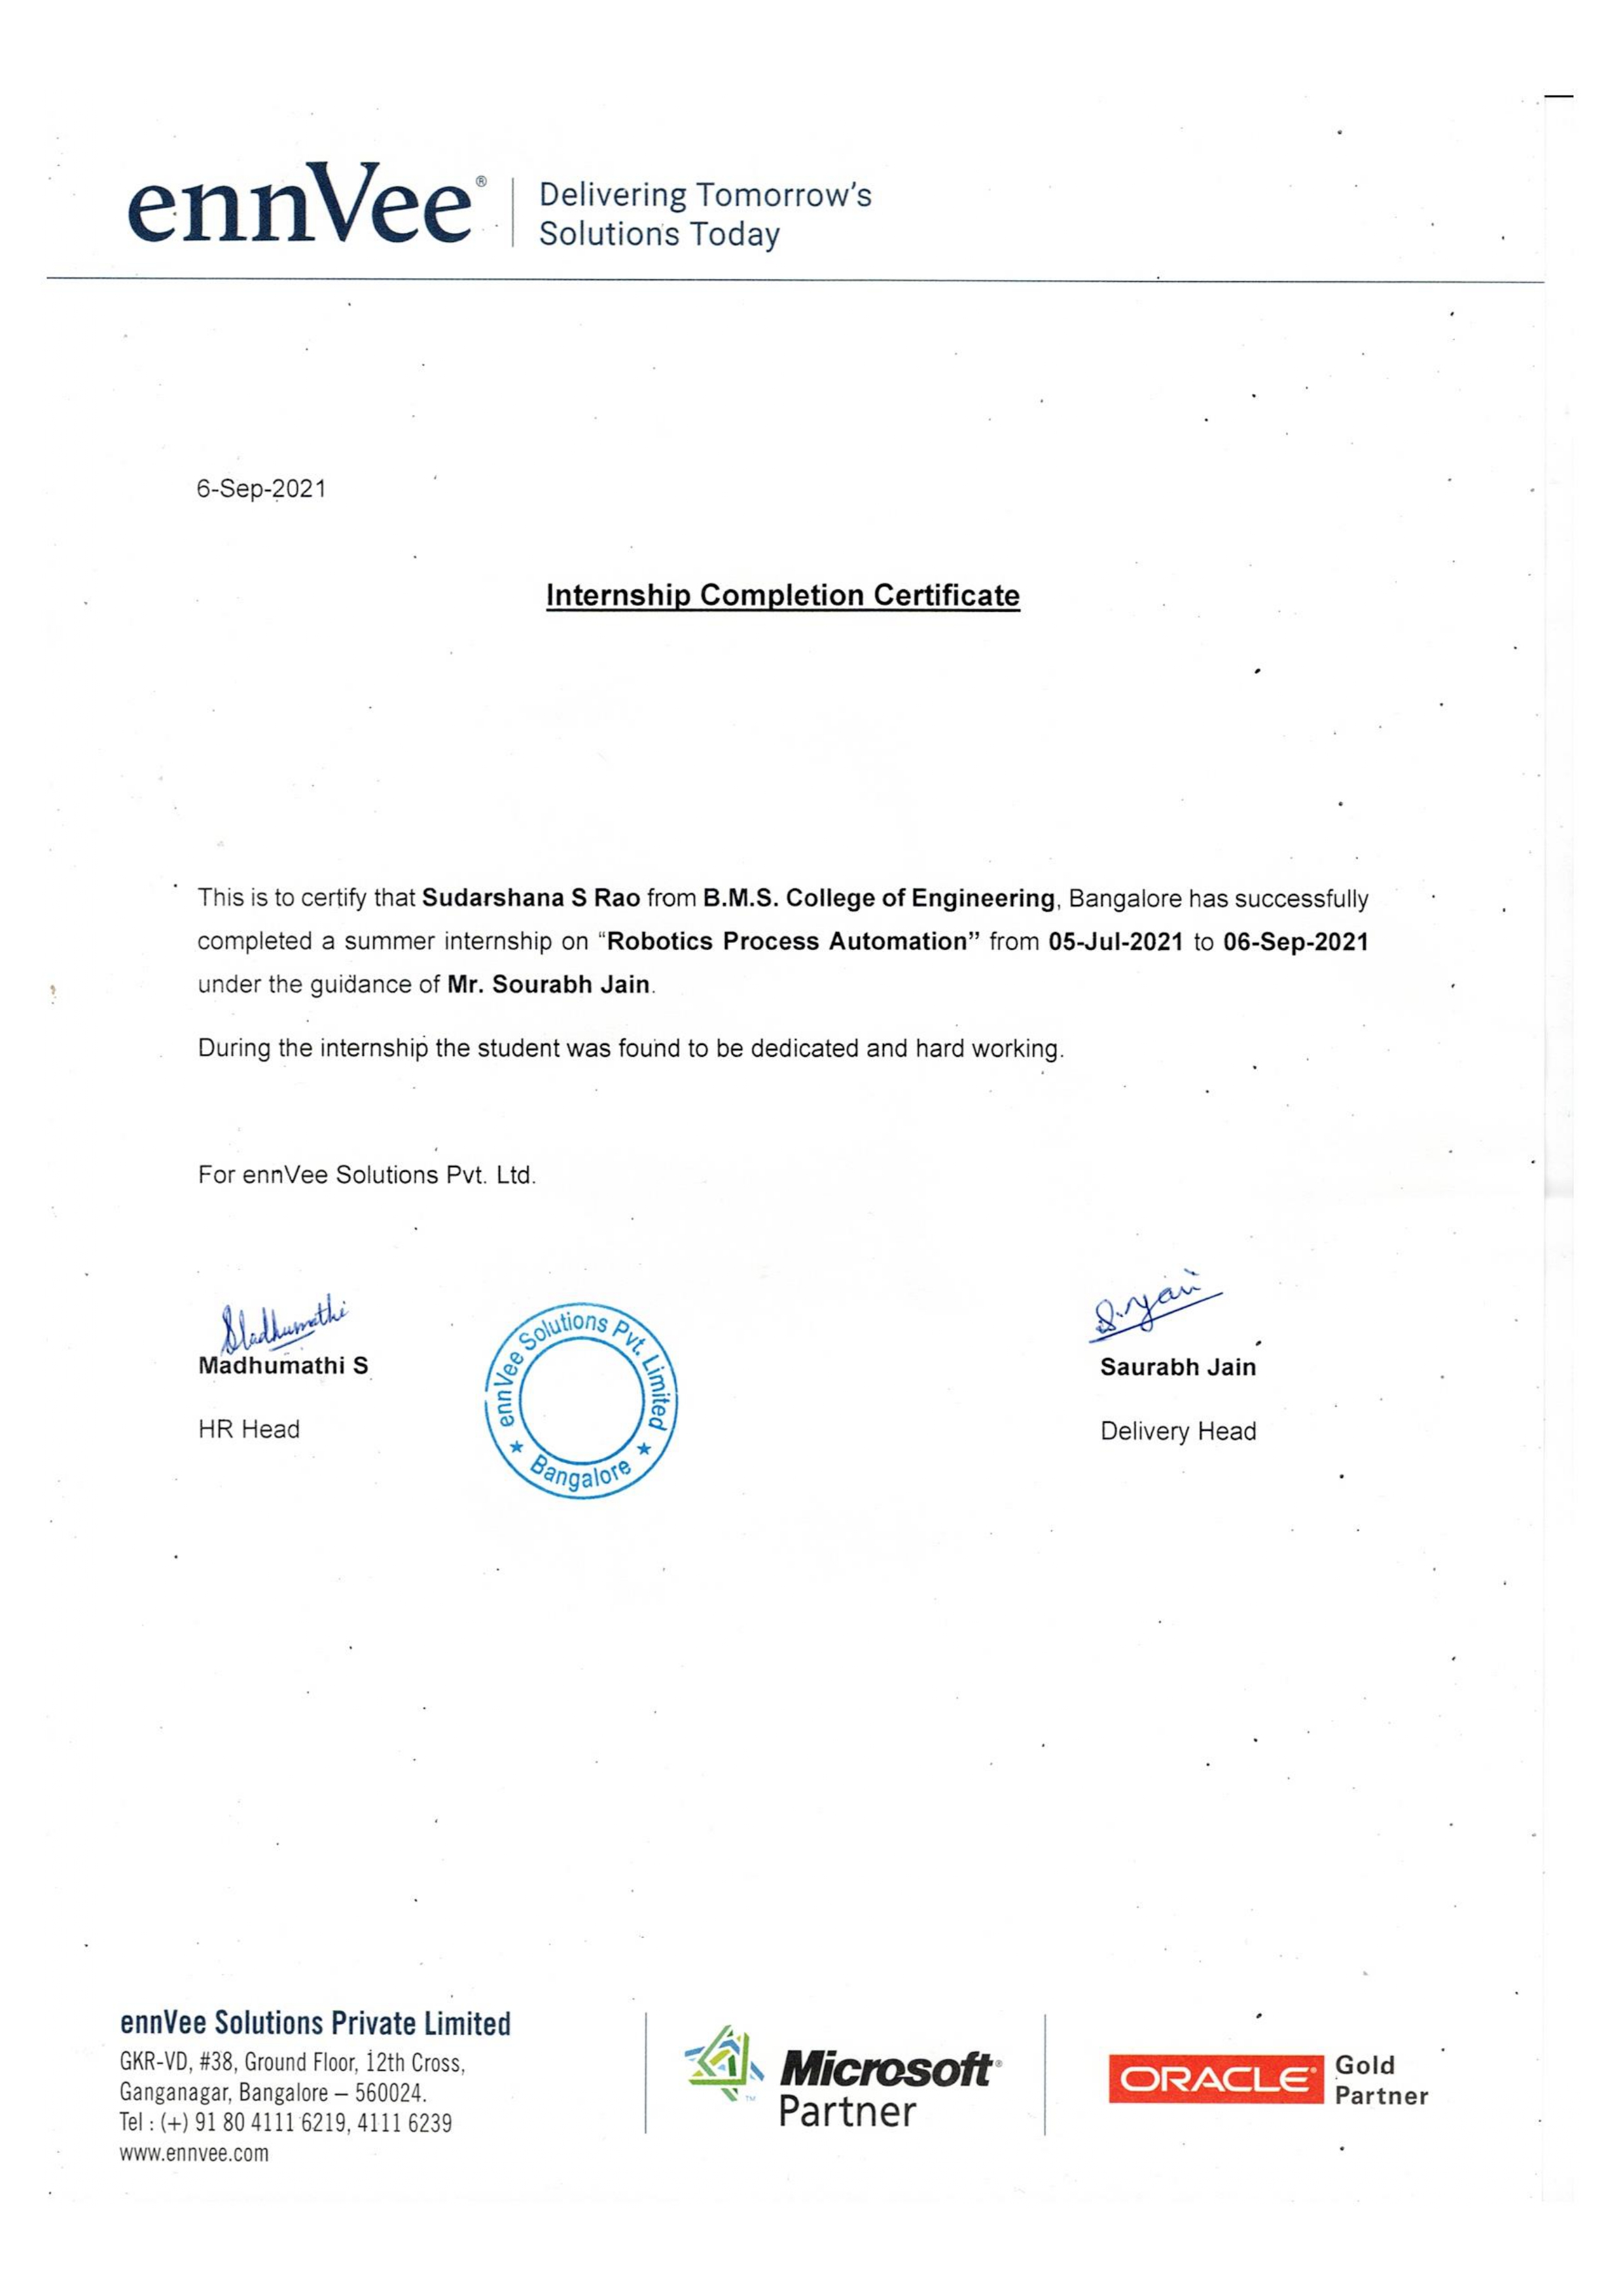 ennVee®
Delivering Tomorrow's
Solutions Today
6-Sep-2021
Internship Completion Certificate
This is to certify that Sudarshana S Rao from B.M.S. College of Engineering, Bangalore has successfully
completed a summer internship on “Robotics Process Automation” from 05-Jul-2021 to 06-Sep-2021
under the guidance of Mr. Sourabh Jain.
During the internship the student was found to be dedicated and hard working.
For ennVee Solutions Pvt. Ltd.
Madhumathi
S.Jain
Madhumathi S
Saurabh Jain
HR Head
Delivery Head
ennVee Solutions Pvt. Limited
★ Bangalore ★
ennVee Solutions Private Limited
GKR-VD, #38, Ground Floor, 12th Cross,
Ganganagar, Bangalore – 560024.
Tel : (+) 91 80 4111 6219, 4111 6239
www.ennvee.com
Microsoft®
Partner
TM
ORACLE®
Gold
Partner